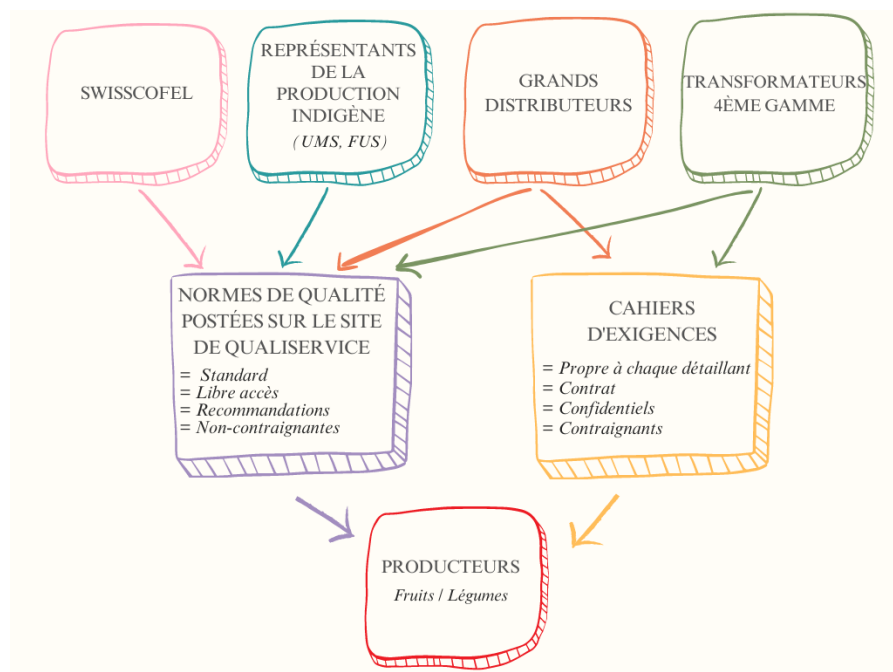 SWISSCOFEL
REPRÉSENTANTS
DE LA
PRODUCTION
INDIGÈNE
( UMS, FUS)
GRANDS
DISTRIBUTEURS
TRANSFORMATEURS
4ÈME GAMME
NORMES DE QUALITÉ
POSTÉES SUR LE SITE
DE QUALISERVICE
= Standard
= Libre accès
= Recommandations
= Non-contraignantes
CAHIERS
D'EXIGENCES
= Propre à chaque détaillant
= Contrat
= Confidentiels
= Contraignants
PRODUCTEURS
Fruits / Légumes